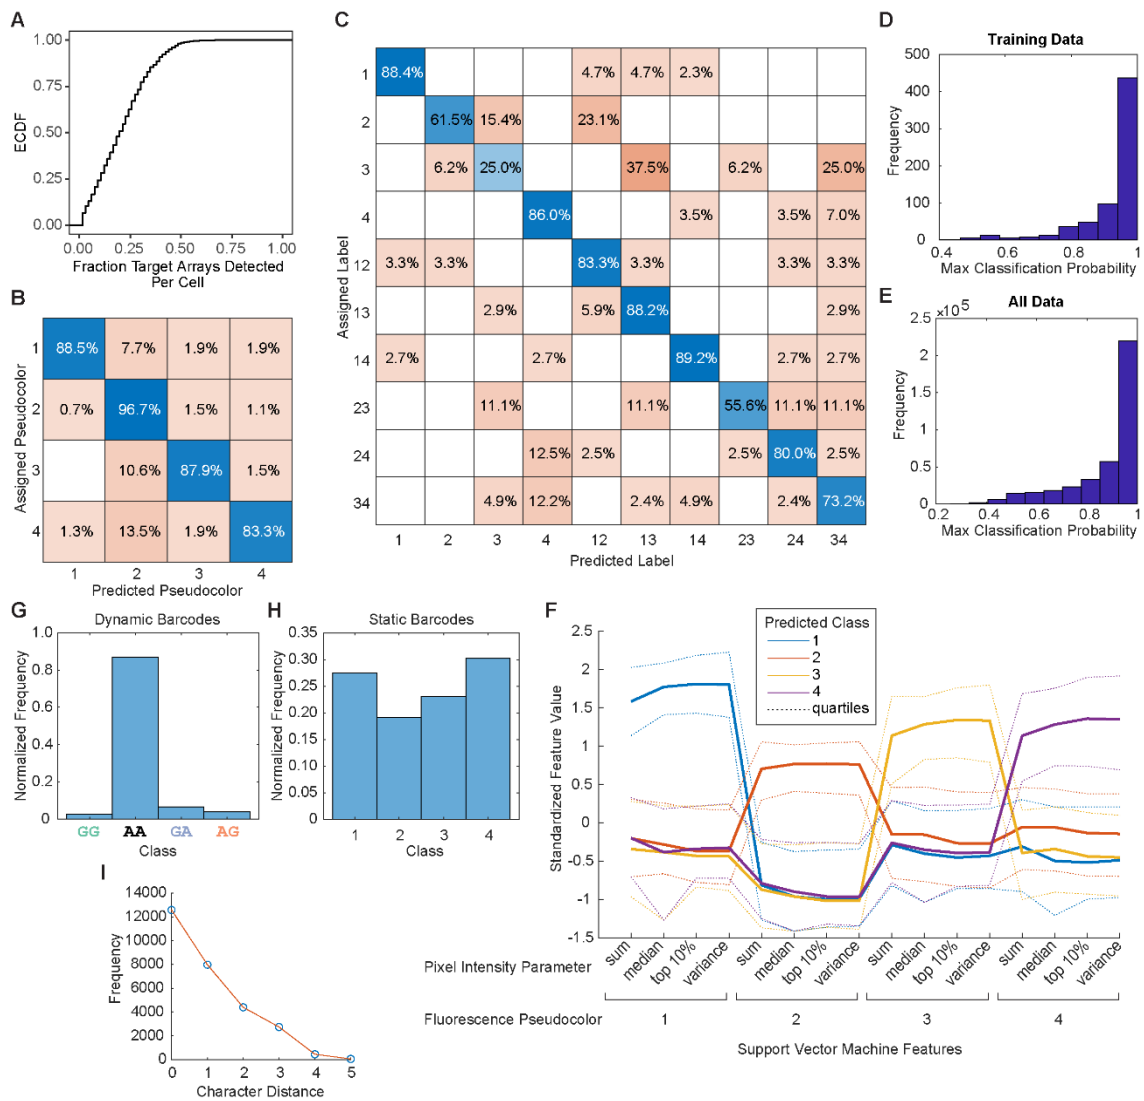 A
1.00
0.75
0.50
0.25
0.00
ECDF
0.00 0.25 0.50 0.75 1.00
Fraction Target Arrays Detected
Per Cell
B
Assigned Pseudocolor
1 88.5% 7.7% 1.9% 1.9%
2 0.7% 96.7% 1.5% 1.1%
3 10.6% 87.9% 1.5%
4 1.3% 13.5% 1.9% 83.3%
1 2 3 4
Predicted Pseudocolor
C
Assigned Label
1 88.4% 4.7% 4.7% 2.3%
2 61.5% 15.4% 23.1%
3 6.2% 25.0% 37.5% 6.2% 25.0%
4 86.0% 3.5% 3.5% 7.0%
12 3.3% 3.3% 83.3% 3.3% 3.3% 3.3%
13 2.9% 5.9% 88.2% 2.9%
14 2.7% 2.7% 89.2% 2.7% 2.7%
23 11.1% 11.1% 55.6% 11.1% 11.1%
24 12.5% 2.5% 2.5% 80.0% 2.5%
34 4.9% 12.2% 2.4% 4.9% 2.4% 73.2%
1 2 3 4 12 13 14 23 24 34
Predicted Label
D
Training Data
500
400
300
200
100
0
Frequency
0.4 0.6 0.8 1
Max Classification Probability
E
All Data
×10⁵
2.5
2
1.5
1
0.5
0
Frequency
0.2 0.4 0.6 0.8 1
Max Classification Probability
G
Dynamic Barcodes
1.0
0.8
0.6
0.4
0.2
0
Normalized Frequency
GG AA GA AG
Class
H
Static Barcodes
0.35
0.30
0.25
0.20
0.15
0.10
0.05
0
Normalized Frequency
1 2 3 4
Class
F
Predicted Class
1
2
3
4
quartiles
2.5
2
1.5
1
0.5
0
-0.5
-1
-1.5
Standardized Feature Value
Pixel Intensity Parameter
sum median top 10% variance sum median top 10% variance sum median top 10% variance sum median top 10% variance
Fluorescence Pseudocolor 1 2 3 4
Support Vector Machine Features
I
14000
12000
10000
8000
6000
4000
2000
0
Frequency
0 1 2 3 4 5
Character Distance